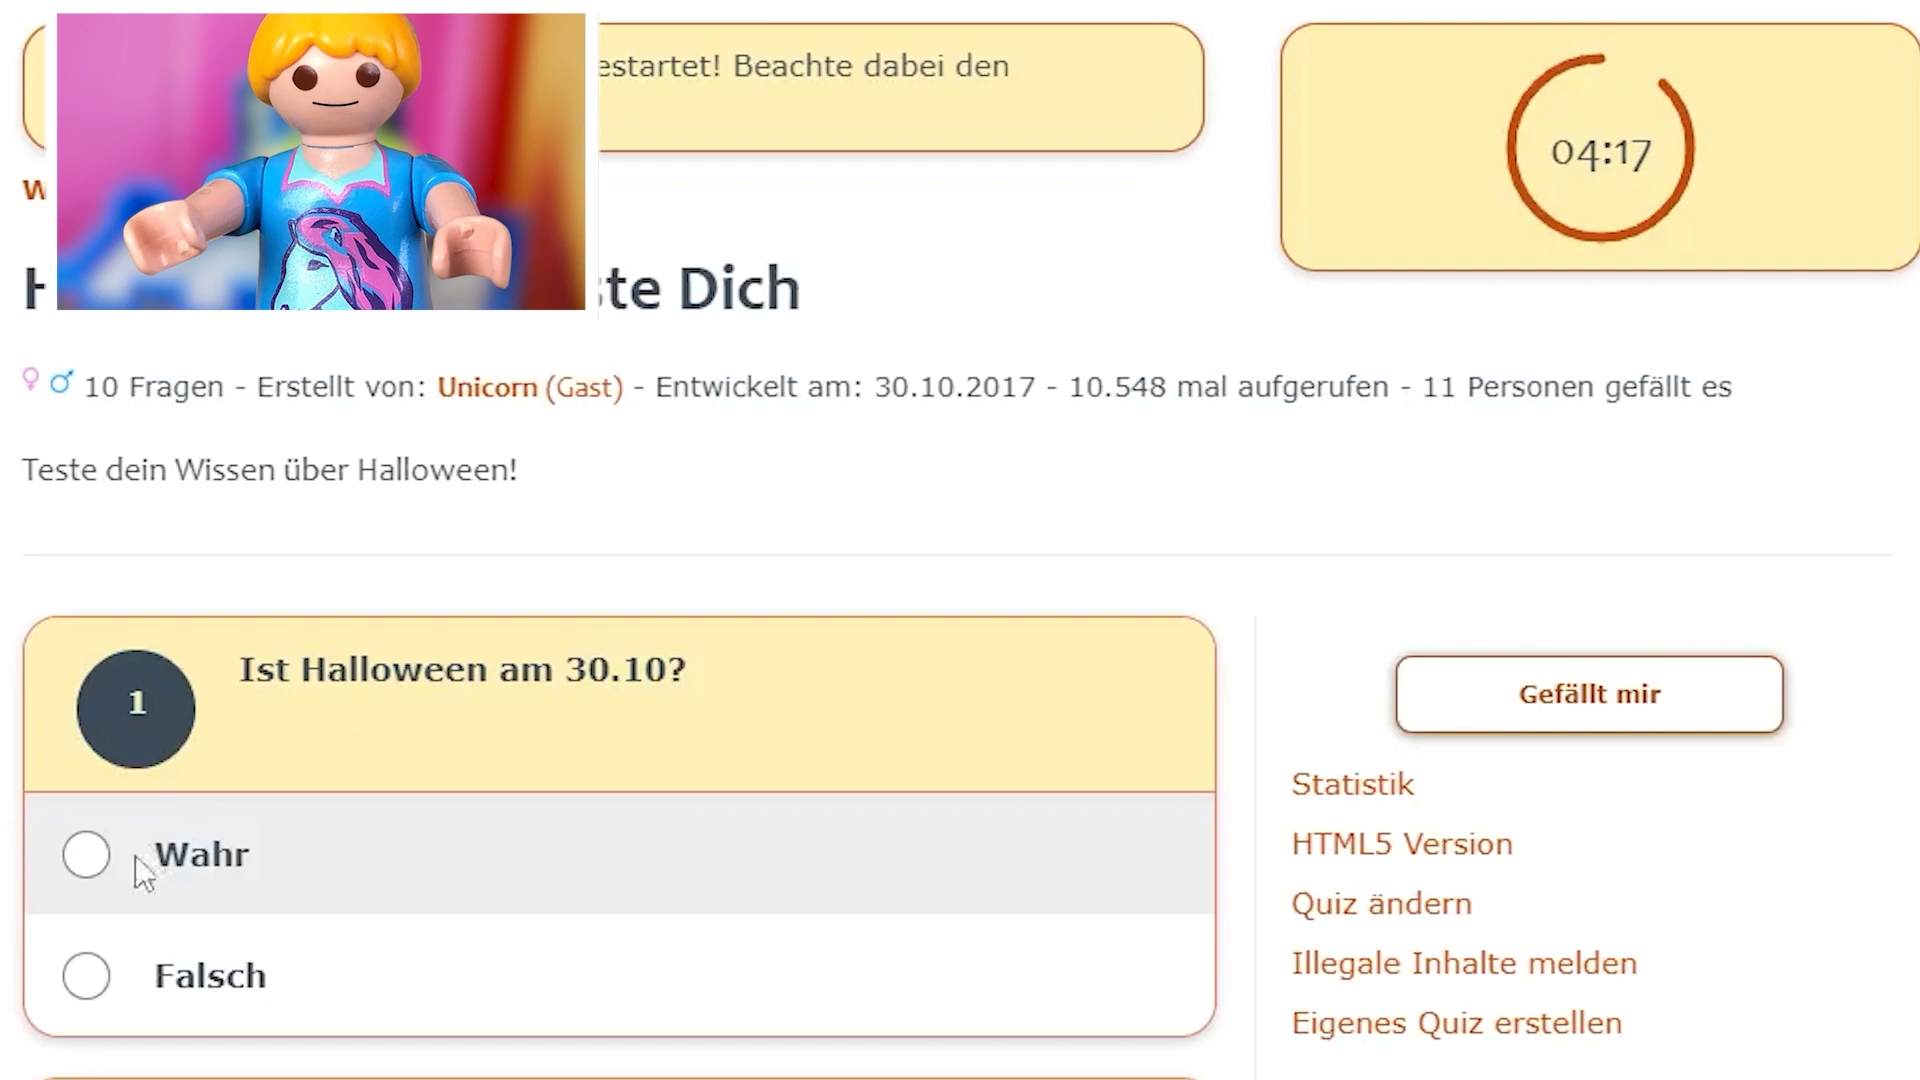 Beachte dabei den
04:17
Dich
10 Fragen - Erstellt von: Unicorn (Gast) - Entwickelt am: 30.10.2017 - 10.548 mal aufgerufen - 11 Personen gefällt es
Teste dein Wissen über Halloween!
1
Ist Halloween am 30.10?
Wahr
Falsch
Gefällt mir
Statistik
HTML5 Version
Quiz ändern
Illegale Inhalte melden
Eigenes Quiz erstellen